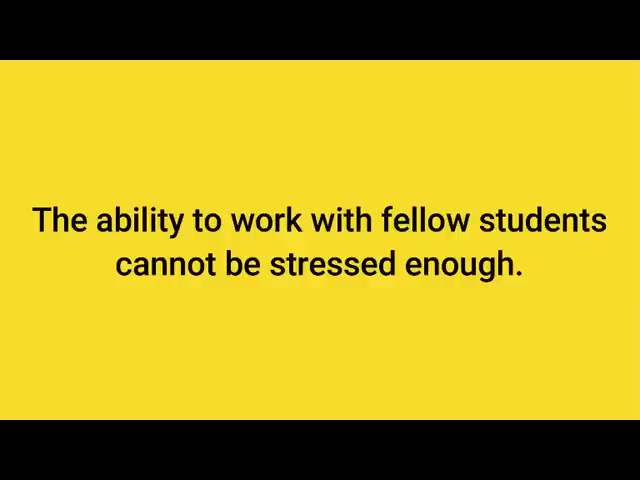 The ability to work with fellow students
cannot be stressed enough.